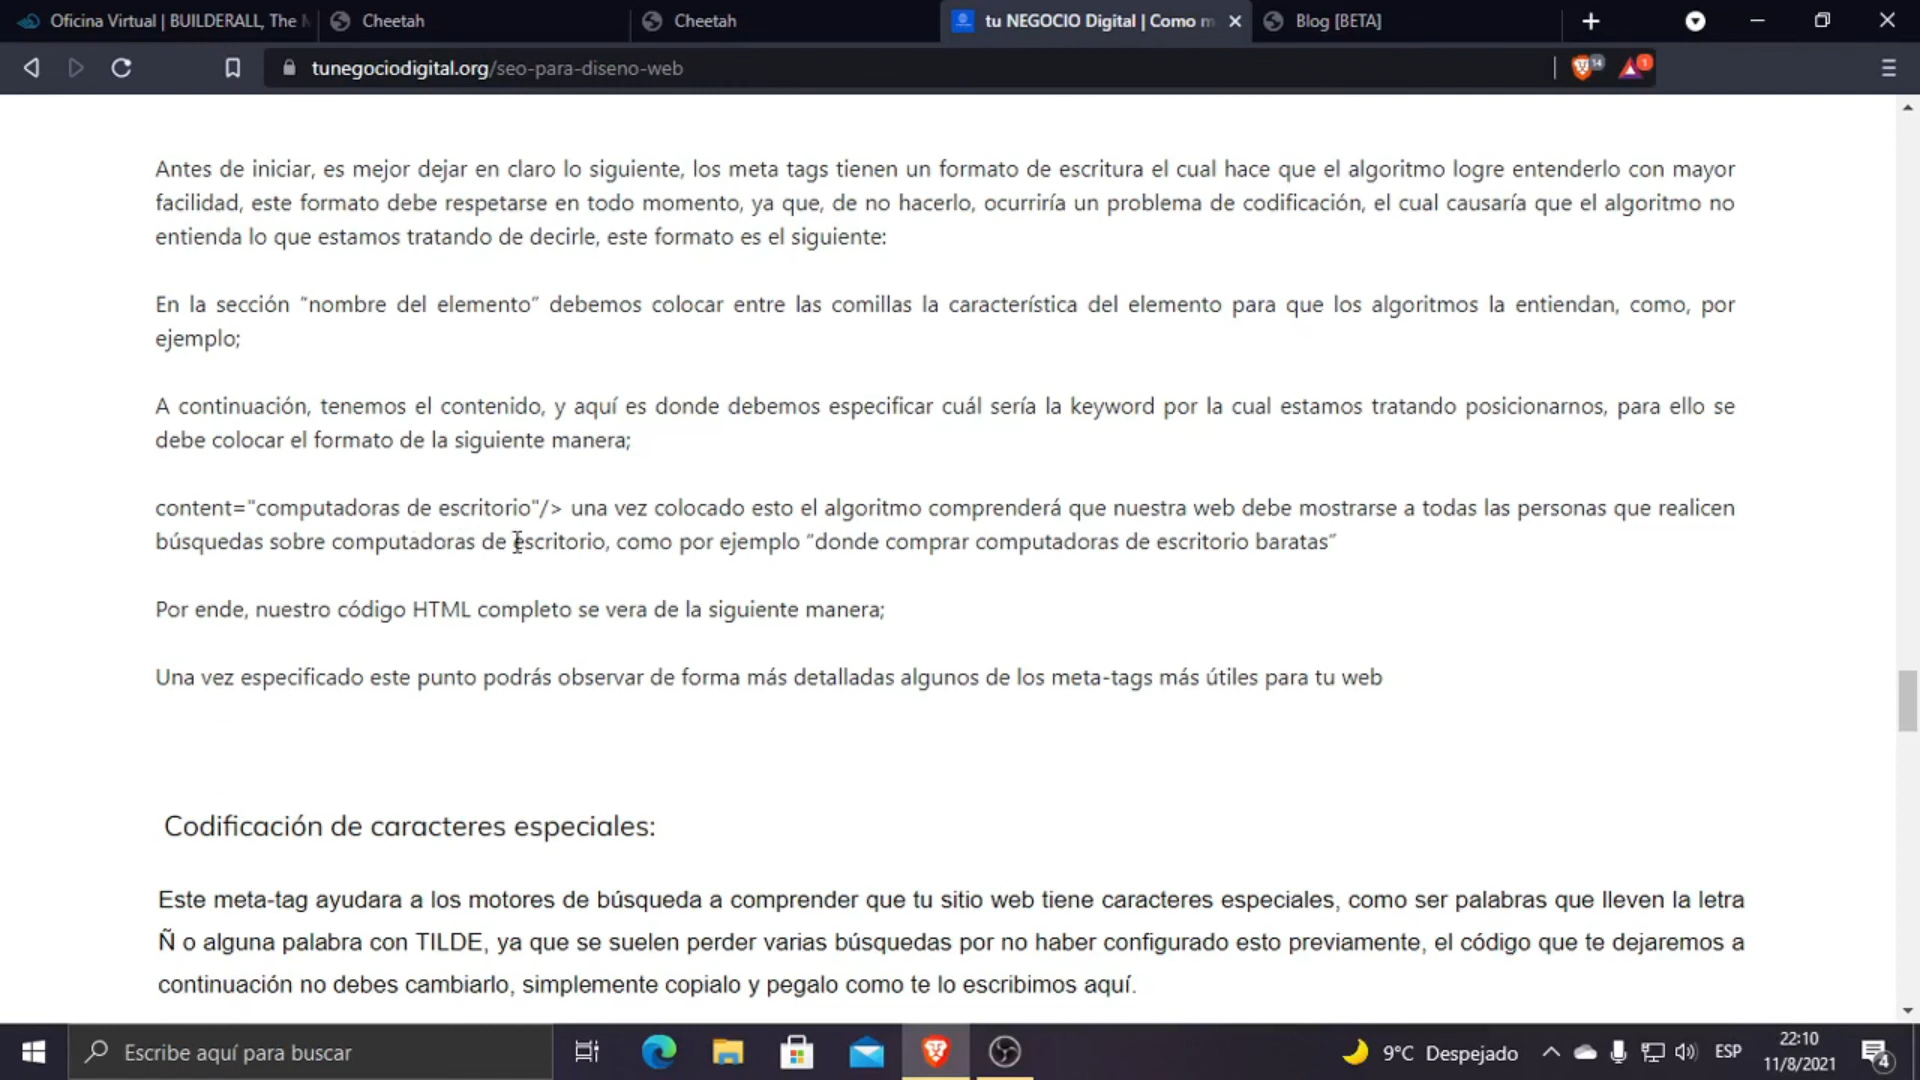 Oficina Virtual | BUILDERALL, The
Cheetah
Cheetah
tu NEGOCIO Digital | Como
Blog [BETA]
tunegociodigital.org/seo-para-diseno-web
14
1
Antes de iniciar, es mejor dejar en claro lo siguiente, los meta tags tienen un formato de escritura el cual hace que el algoritmo logre entenderlo con mayor
facilidad, este formato debe respetarse en todo momento, ya que, de no hacerlo, ocurriría un problema de codificación, el cual causaría que el algoritmo no
entienda lo que estamos tratando de decirle, este formato es el siguiente:
En la sección “nombre del elemento” debemos colocar entre las comillas la característica del elemento para que los algoritmos la entiendan, como, por
ejemplo;
A continuación, tenemos el contenido, y aquí es donde debemos especificar cuál sería la keyword por la cual estamos tratando posicionarnos, para ello se
debe colocar el formato de la siguiente manera;
content="computadoras de escritorio"/> una vez colocado esto el algoritmo comprenderá que nuestra web debe mostrarse a todas las personas que realicen
búsquedas sobre computadoras de escritorio, como por ejemplo “donde comprar computadoras de escritorio baratas”
Por ende, nuestro código HTML completo se vera de la siguiente manera;
Una vez especificado este punto podrás observar de forma más detalladas algunos de los meta-tags más útiles para tu web
Codificación de caracteres especiales:
Este meta-tag ayudara a los motores de búsqueda a comprender que tu sitio web tiene caracteres especiales, como ser palabras que lleven la letra
Ñ o alguna palabra con TILDE, ya que se suelen perder varias búsquedas por no haber configurado esto previamente, el código que te dejaremos a
continuación no debes cambiarlo, simplemente copialo y pegalo como te lo escribimos aquí.
Escribe aquí para buscar
9°C Despejado
ESP
22:10
11/8/2021
4